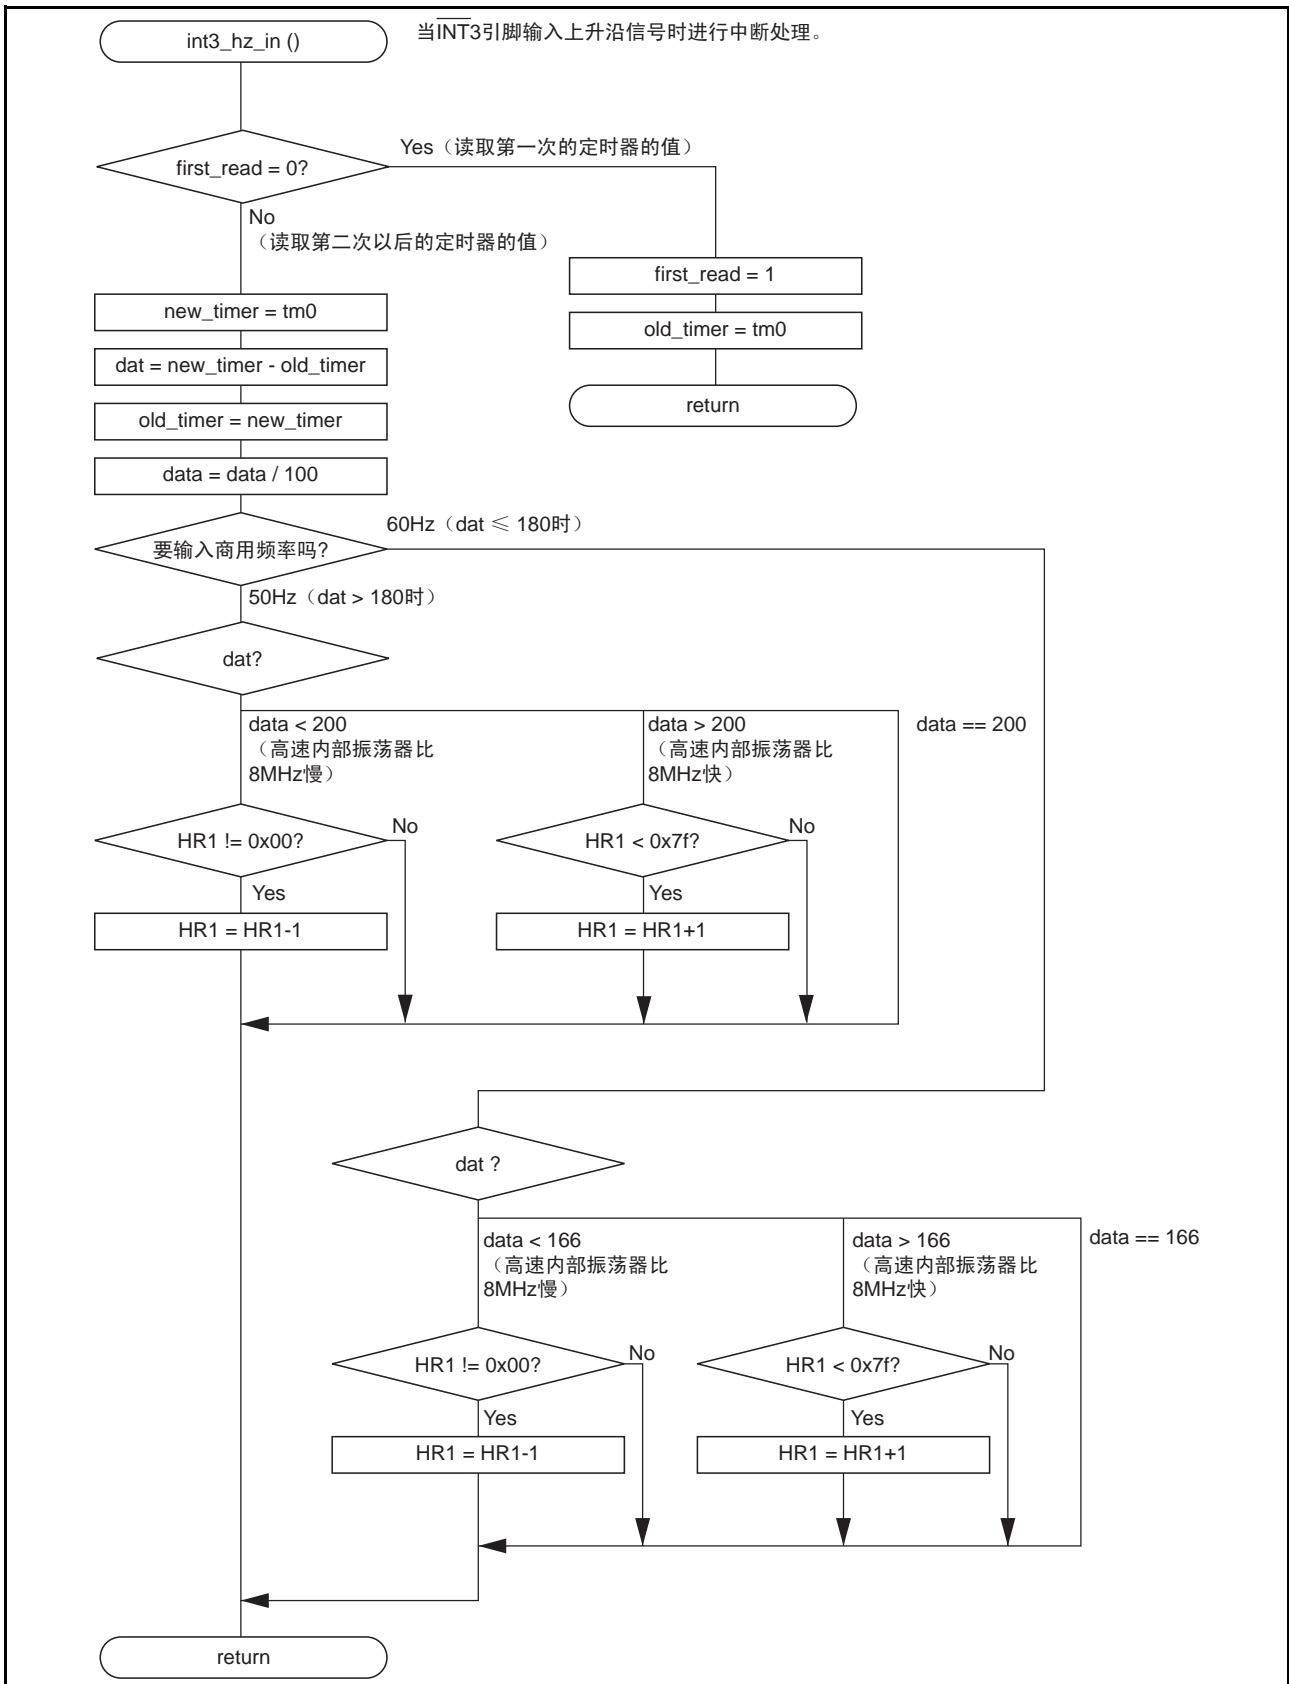 int3_hz_in ()
当INT3引脚输入上升沿信号时进行中断处理。
first_read = 0?
Yes（读取第一次的定时器的值）
No
（读取第二次以后的定时器的值）
first_read = 1
old_timer = tm0
return
new_timer = tm0
dat = new_timer - old_timer
old_timer = new_timer
data = data / 100
要输入商用频率吗?
60Hz（dat ≤ 180时）
50Hz（dat > 180时）
dat?
data < 200
（高速内部振荡器比
8MHz慢）
data > 200
（高速内部振荡器比
8MHz快）
data == 200
HR1 != 0x00?
No
Yes
HR1 = HR1-1
HR1 < 0x7f?
No
Yes
HR1 = HR1+1
dat ?
data < 166
（高速内部振荡器比
8MHz慢）
data > 166
（高速内部振荡器比
8MHz快）
data == 166
HR1 != 0x00?
No
Yes
HR1 = HR1-1
HR1 < 0x7f?
No
Yes
HR1 = HR1+1
return